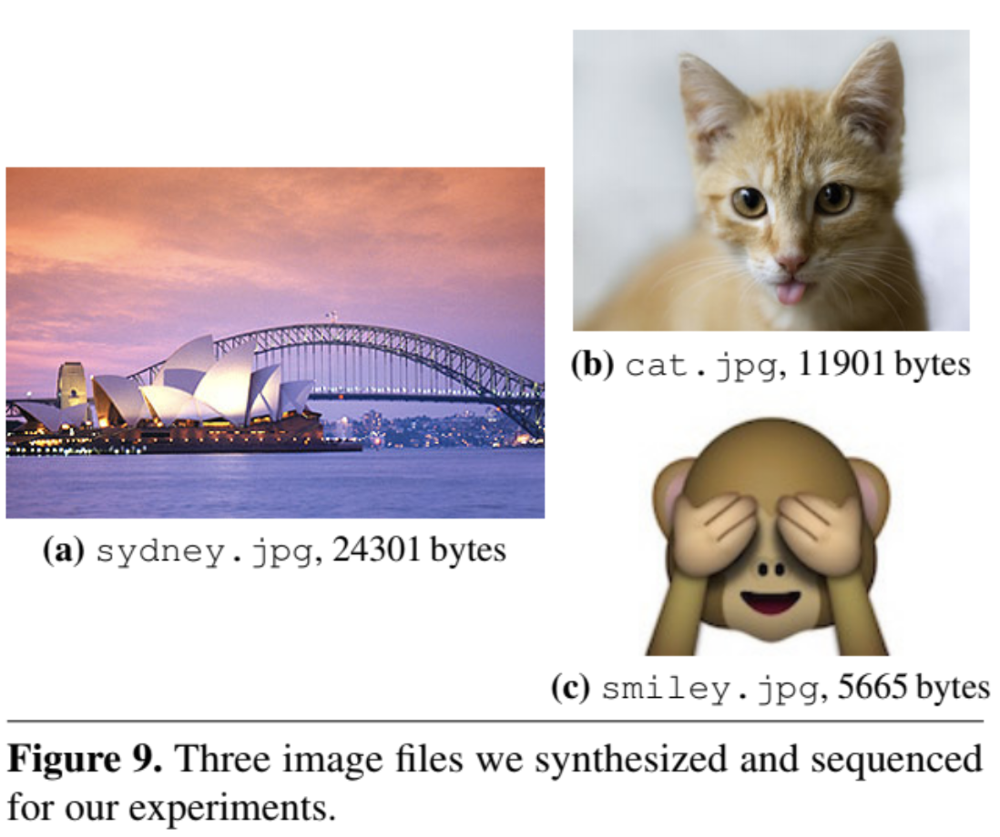 (a) sydney.jpg, 24301 bytes
(b) cat.jpg, 11901 bytes
(c) smiley.jpg, 5665 bytes
Figure 9. Three image files we synthesized and sequenced
for our experiments.